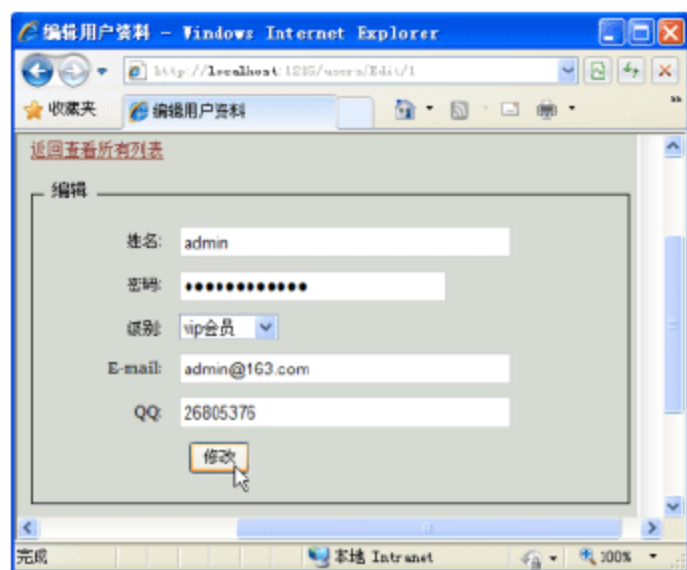 编辑用户资料 - Windows Internet Explorer
http://localhost:1215/users/Edit/1
收藏夹 编辑用户资料
返回查看所有列表
编辑
姓名: admin
密码: ●●●●●●●●●●●●
级别: vip会员
E-mail: admin@163.com
QQ: 26805376
修改
完成 本地 Intranet 100%